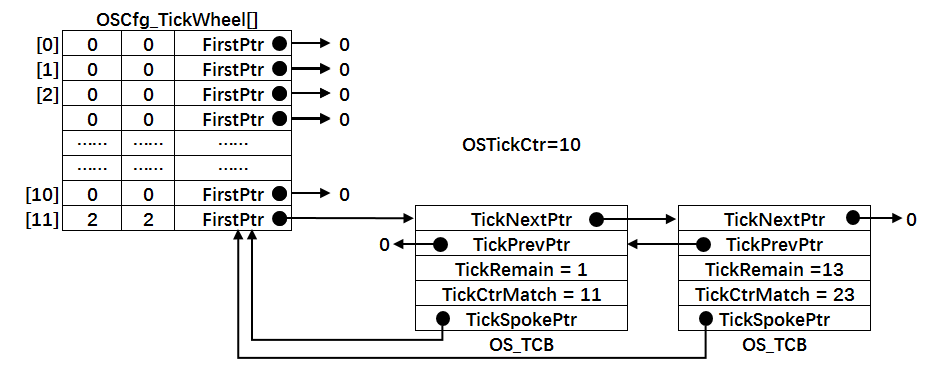 OSCfg_TickWheel[]
[0] 0 0 FirstPtr 0
[1] 0 0 FirstPtr 0
[2] 0 0 FirstPtr 0
0 0 FirstPtr 0
...... ...... ......
OSTickCtr=10
...... ...... ......
[10] 0 0 FirstPtr 0
[11] 2 2 FirstPtr
TickNextPtr TickNextPtr 0
0 TickPrevPtr TickPrevPtr
TickRemain = 1 TickRemain =13
TickCtrMatch = 11 TickCtrMatch = 23
TickSpokePtr TickSpokePtr
OS_TCB OS_TCB